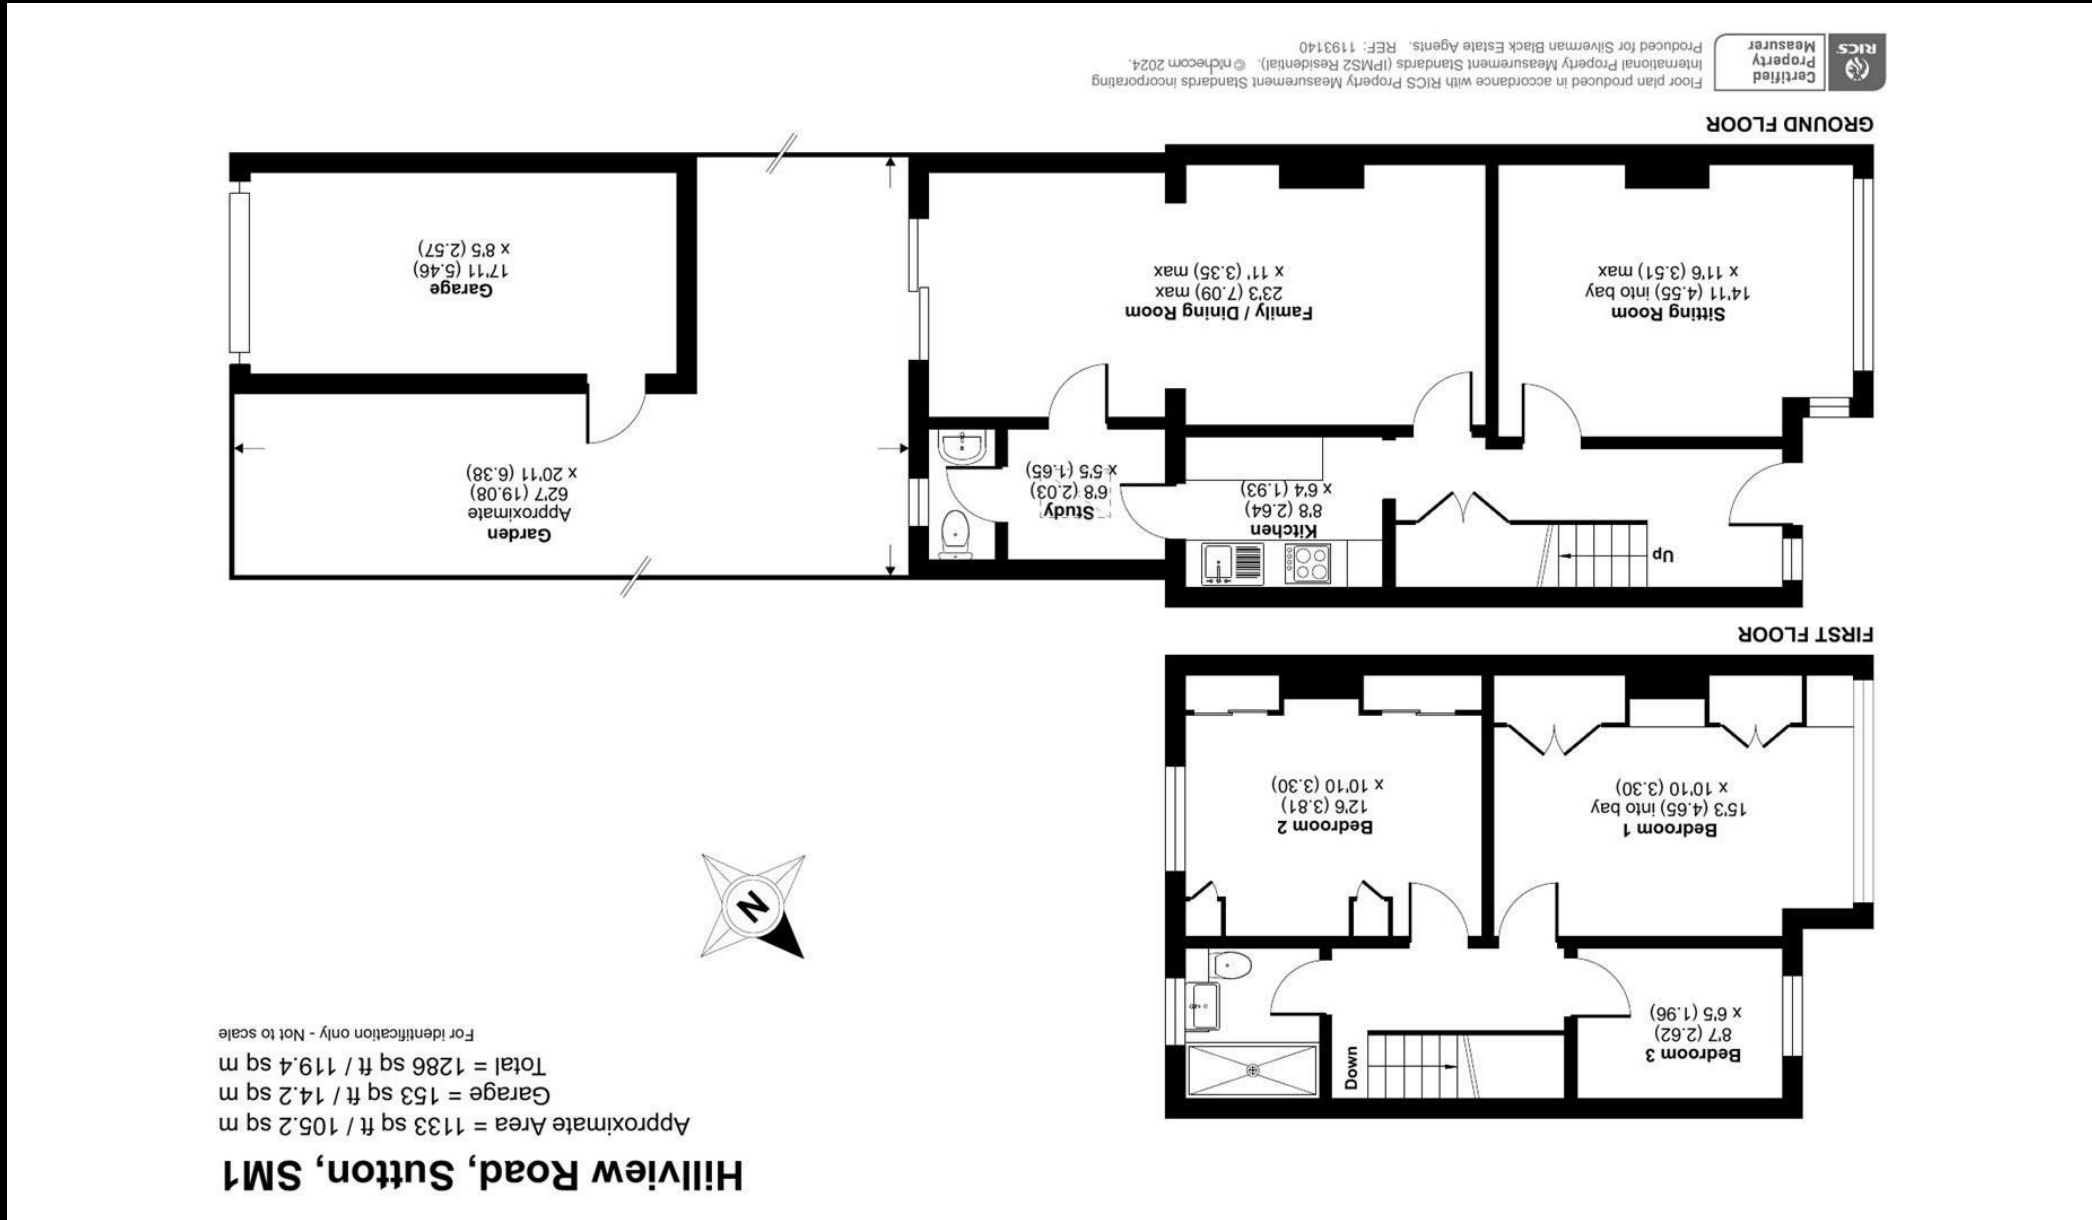 Hillview Road, Sutton, SM1
Approximate Area = 1133 sq ft / 105.2 sq m
Garage = 153 sq ft / 14.2 sq m
Total = 1286 sq ft / 119.4 sq m
For identification only - Not to scale
Bedroom 3
8'7 (2.62)
x 6'5 (1.96)
Down
Bedroom 1
15'3 (4.65) into bay
x 10'10 (3.30)
Bedroom 2
12'6 (3.81)
x 10'10 (3.30)
N
FIRST FLOOR
Up
Kitchen
8'8 (2.64)
x 6'4 (1.93)
Study
6'8 (2.03)
x 5'5 (1.65)
Garden
Approximate
62'7 (19.08)
x 20'11 (6.38)
Sitting Room
14'11 (4.55) into bay
x 11'6 (3.51) max
Family / Dining Room
23'3 (7.09) max
x 11' (3.35) max
Garage
17'11 (5.46)
x 8'5 (2.57)
GROUND FLOOR
Certified
Property
Measurer
RICS
Floor plan produced in accordance with RICS Property Measurement Standards incorporating
International Property Measurement Standards (IPMS2 Residential). ©nichecom 2024.
Produced for Silverman Black Estate Agents. REF: 1193140